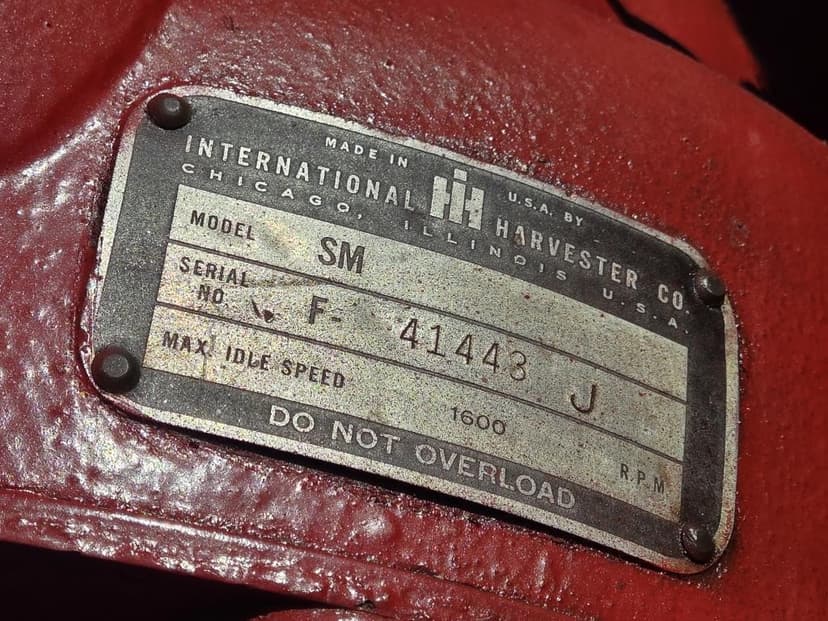 MADE IN U.S.A. BY
INTERNATIONAL IH HARVESTER CO.
CHICAGO, ILLINOIS U.S.A.
MODEL SM
SERIAL NO. F- 41443 J
MAX. IDLE SPEED 1600 R.P.M
DO NOT OVERLOAD